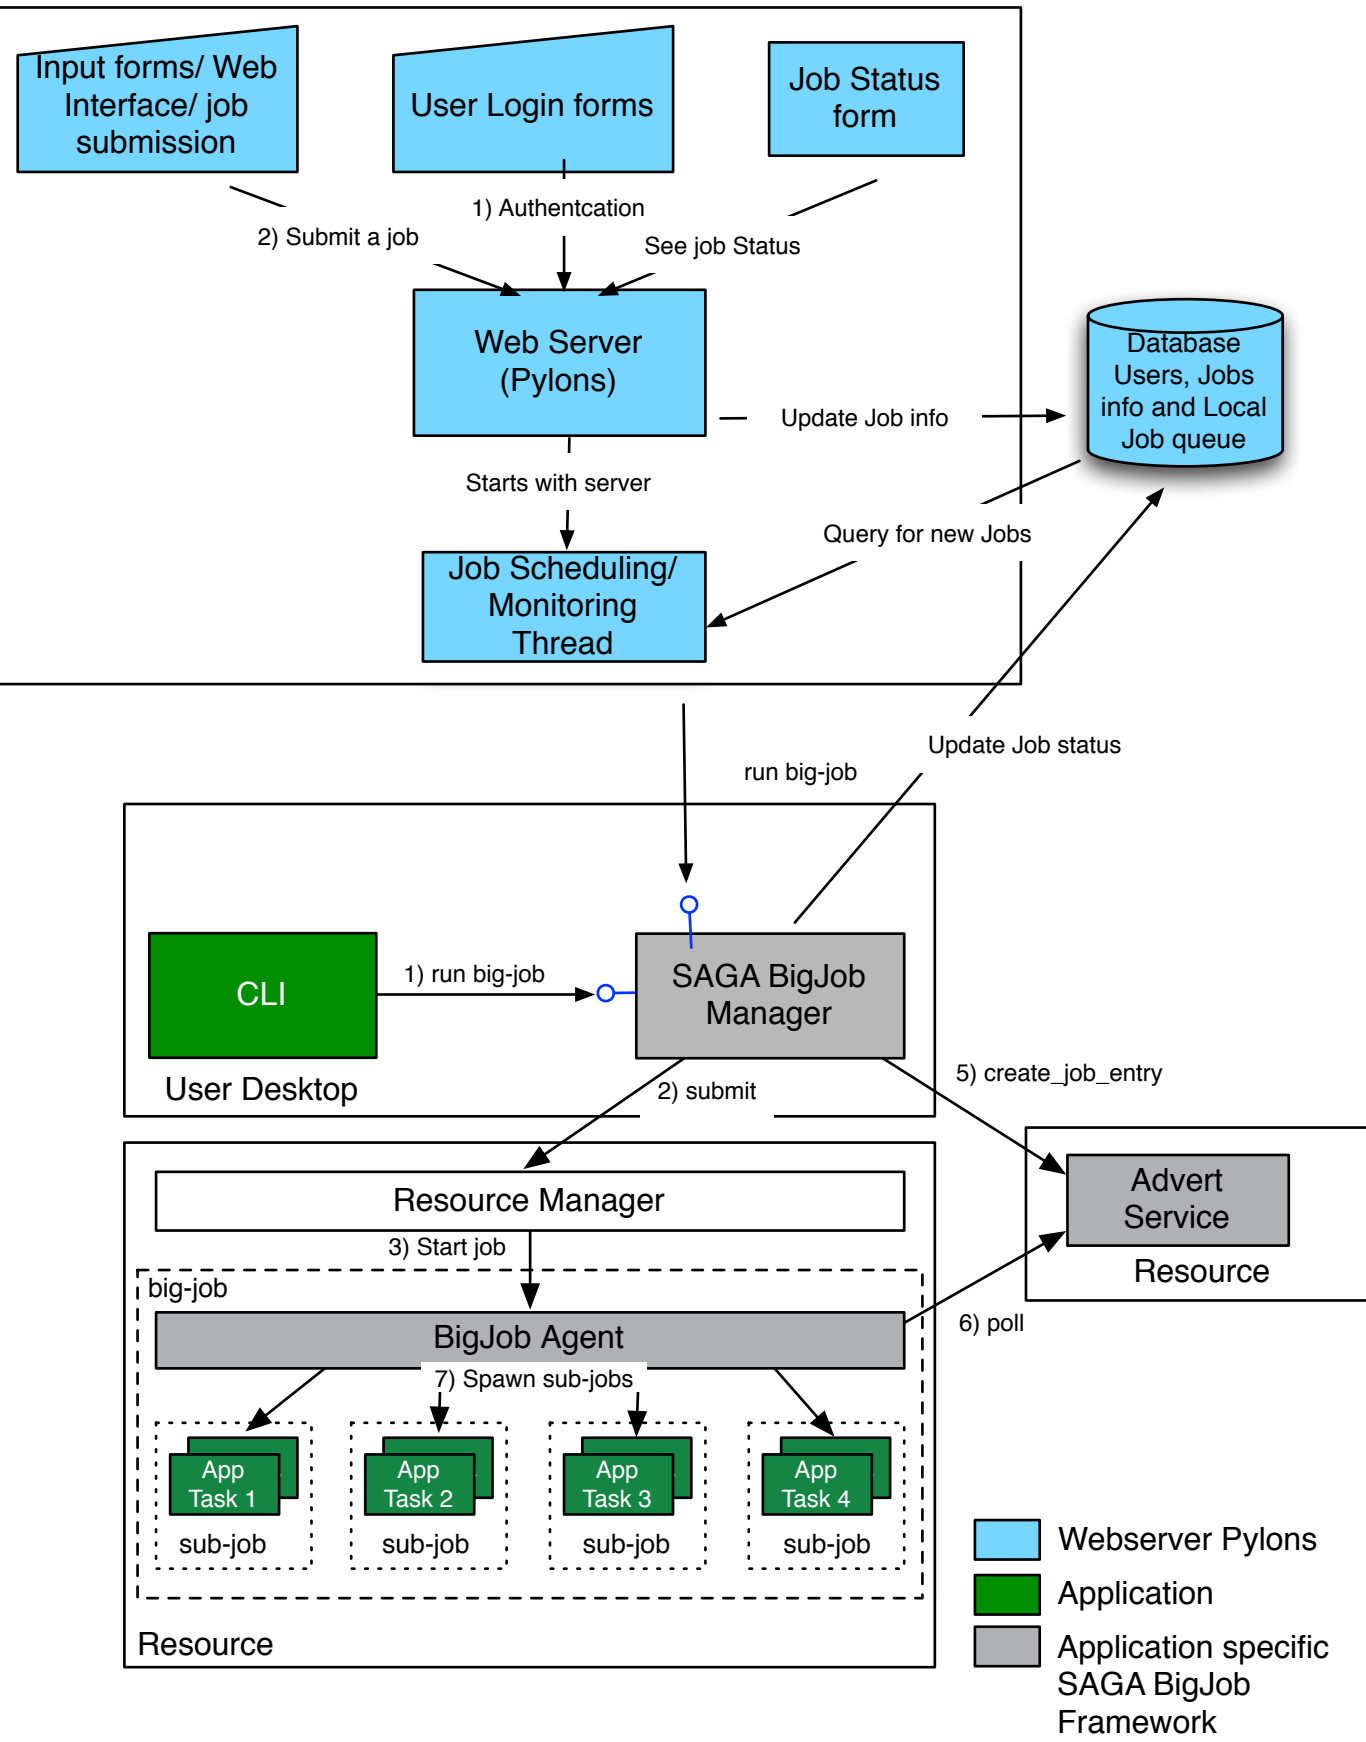 Input forms/ Web
Interface/ job
submission
User Login forms
Job Status
form
1) Authentcation
2) Submit a job
See job Status
Web Server
(Pylons)
Update Job info
Database
Users, Jobs
info and Local
Job queue
Starts with server
Query for new Jobs
Job Scheduling/
Monitoring
Thread
Update Job status
run big-job
CLI
1) run big-job
SAGA BigJob
Manager
User Desktop
2) submit
5) create_job_entry
Resource Manager
Advert
Service
Resource
3) Start job
big-job
BigJob Agent
6) poll
7) Spawn sub-jobs
App
Task 1
sub-job
App
Task 2
sub-job
App
Task 3
sub-job
App
Task 4
sub-job
Resource
Webserver Pylons
Application
Application specific
SAGA BigJob
Framework